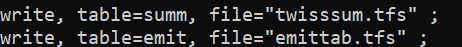 write, table=summ, file="twisssum.tfs" ;
write, table=emit, file="emittab.tfs" ;